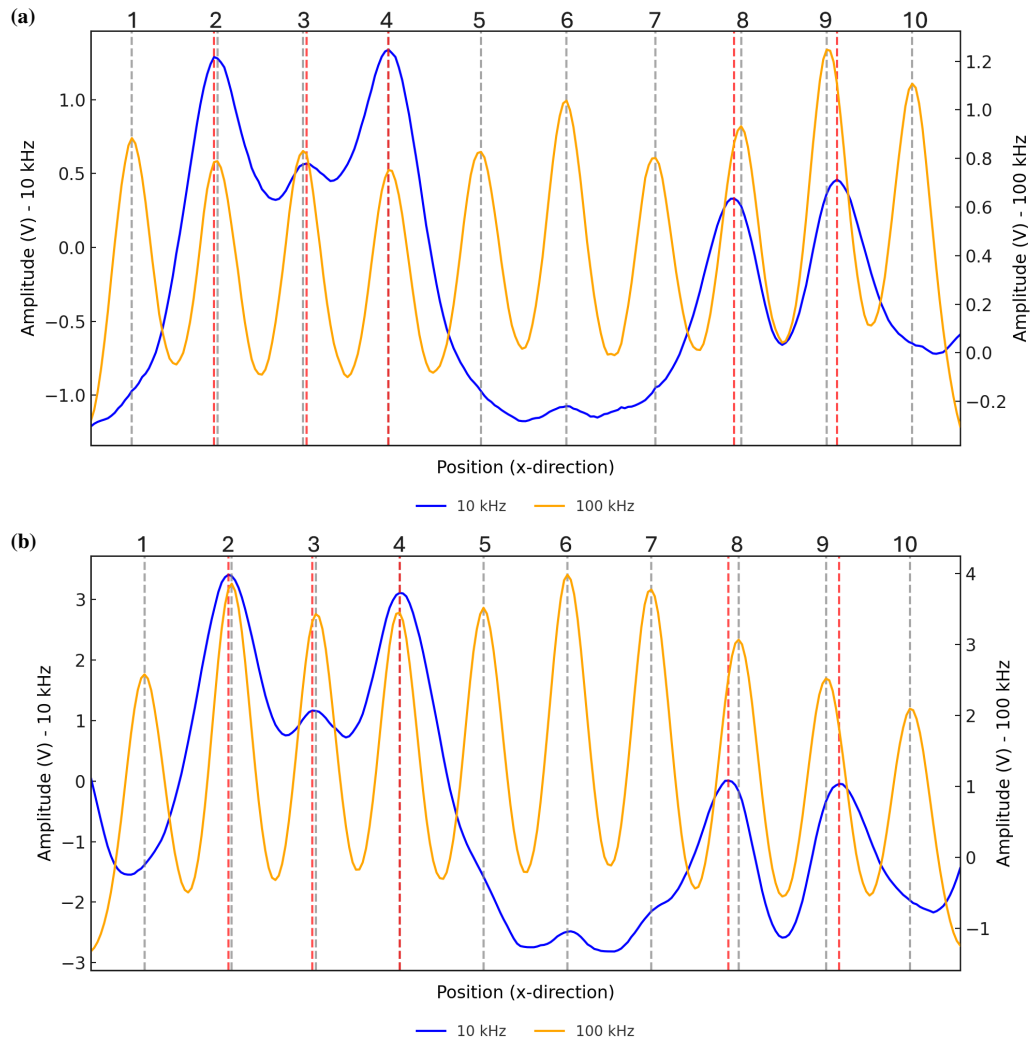 (a)
1 2 3 4 5 6 7 8 9 10
Amplitude (V) - 10 kHz
1.0
0.5
0.0
−0.5
−1.0
1.2
1.0
0.8
0.6
0.4
0.2
0.0
−0.2
Amplitude (V) - 100 kHz
Position (x-direction)
10 kHz 100 kHz
(b)
1 2 3 4 5 6 7 8 9 10
Amplitude (V) - 10 kHz
3
2
1
0
−1
−2
−3
4
3
2
1
0
−1
Amplitude (V) - 100 kHz
Position (x-direction)
10 kHz 100 kHz